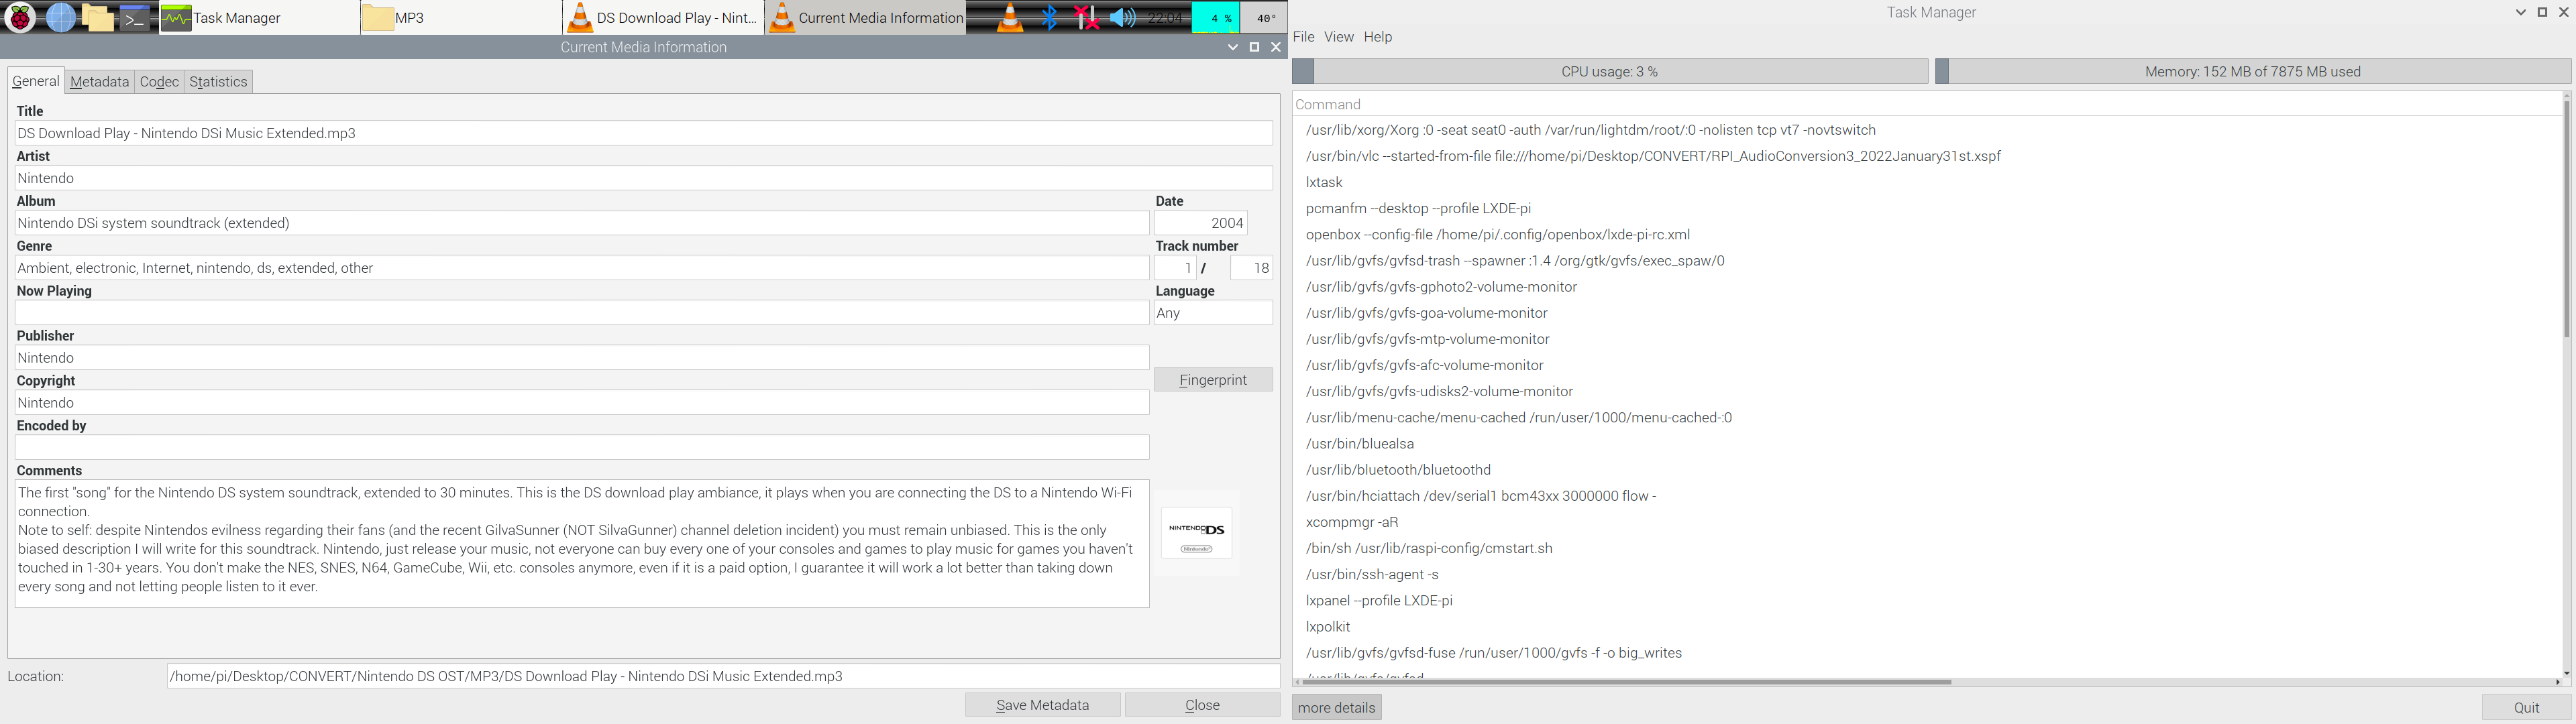 Task Manager
MP3
DS Download Play - Nint...
Current Media Information
22:04
4 %
40°
Current Media Information
General
Metadata
Codec
Statistics
Title
DS Download Play - Nintendo DSi Music Extended.mp3
Artist
Nintendo
Album
Date
Nintendo DSi system soundtrack (extended)
2004
Genre
Track number
Ambient, electronic, Internet, nintendo, ds, extended, other
1 / 18
Now Playing
Language
Any
Publisher
Nintendo
Fingerprint
Copyright
Nintendo
Encoded by
Comments
The first "song" for the Nintendo DS system soundtrack, extended to 30 minutes. This is the DS download play ambiance, it plays when you are connecting the DS to a Nintendo Wi-Fi
connection.
Note to self: despite Nintendos evilness regarding their fans (and the recent GilvaSunner (NOT SilvaGunner) channel deletion incident) you must remain unbiased. This is the only
biased description I will write for this soundtrack. Nintendo, just release your music, not everyone can buy every one of your consoles and games to play music for games you haven't
touched in 1-30+ years. You don't make the NES, SNES, N64, GameCube, Wii, etc. consoles anymore, even if it is a paid option, I guarantee it will work a lot better than taking down
every song and not letting people listen to it ever.
NINTENDO DS
Nintendo
Location:
/home/pi/Desktop/CONVERT/Nintendo DS OST/MP3/DS Download Play - Nintendo DSi Music Extended.mp3
Save Metadata
Close
Task Manager
File View Help
CPU usage: 3 %
Memory: 152 MB of 7875 MB used
Command
/usr/lib/xorg/Xorg :0 -seat seat0 -auth /var/run/lightdm/root/:0 -nolisten tcp vt7 -novtswitch
/usr/bin/vlc --started-from-file file:///home/pi/Desktop/CONVERT/RPI_AudioConversion3_2022January31st.xspf
lxtask
pcmanfm --desktop --profile LXDE-pi
openbox --config-file /home/pi/.config/openbox/lxde-pi-rc.xml
/usr/lib/gvfs/gvfsd-trash --spawner :1.4 /org/gtk/gvfs/exec_spaw/0
/usr/lib/gvfs/gvfs-gphoto2-volume-monitor
/usr/lib/gvfs/gvfs-goa-volume-monitor
/usr/lib/gvfs/gvfs-mtp-volume-monitor
/usr/lib/gvfs/gvfs-afc-volume-monitor
/usr/lib/gvfs/gvfs-udisks2-volume-monitor
/usr/lib/menu-cache/menu-cached /run/user/1000/menu-cached-:0
/usr/bin/bluealsa
/usr/lib/bluetooth/bluetoothd
/usr/bin/hciattach /dev/serial1 bcm43xx 3000000 flow -
xcompmgr -aR
/bin/sh /usr/lib/raspi-config/cmstart.sh
/usr/bin/ssh-agent -s
lxpanel --profile LXDE-pi
lxpolkit
/usr/lib/gvfs/gvfsd-fuse /run/user/1000/gvfs -f -o big_writes
/usr/lib/gvfs/gvfsd
more details
Quit